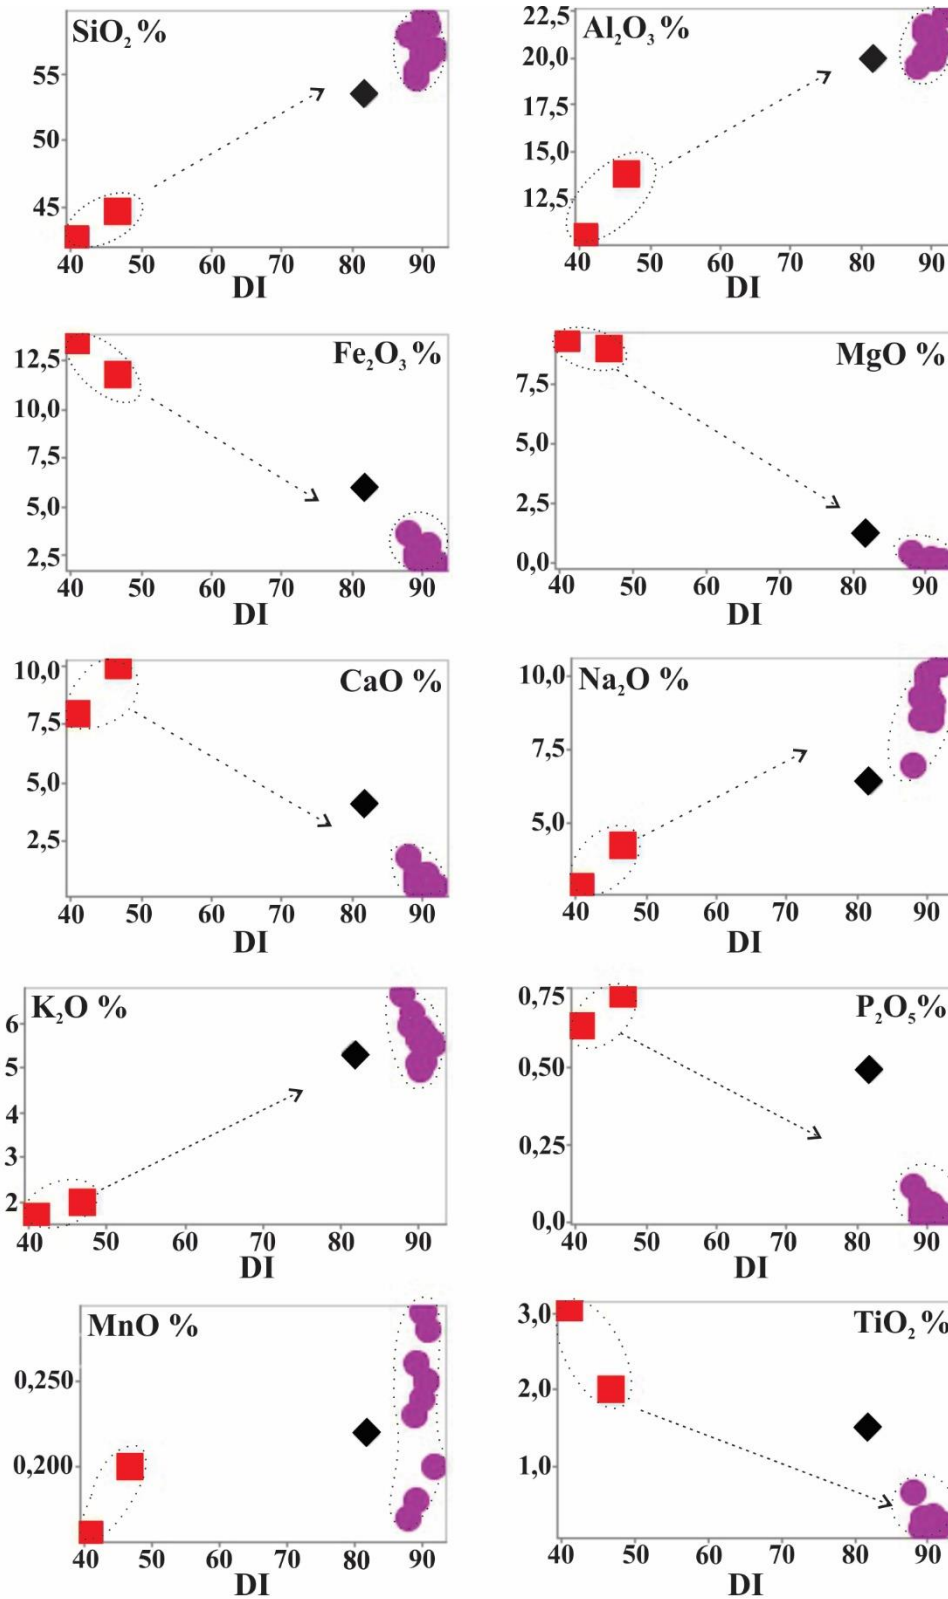 SiO₂ %
55
50
45
40 50 60 70 80 90
DI
Al₂O₃ %
22,5
20,0
17,5
15,0
12,5
40 50 60 70 80 90
DI
Fe₂O₃ %
12,5
10,0
7,5
5,0
2,5
40 50 60 70 80 90
DI
MgO %
7,5
5,0
2,5
0,0
40 50 60 70 80 90
DI
CaO %
10,0
7,5
5,0
2,5
40 50 60 70 80 90
DI
Na₂O %
10,0
7,5
5,0
40 50 60 70 80 90
DI
K₂O %
6
5
4
3
2
40 50 60 70 80 90
DI
P₂O₅%
0,75
0,50
0,25
0,0
40 50 60 70 80 90
DI
MnO %
0,250
0,200
40 50 60 70 80 90
DI
TiO₂ %
3,0
2,0
1,0
40 50 60 70 80 90
DI